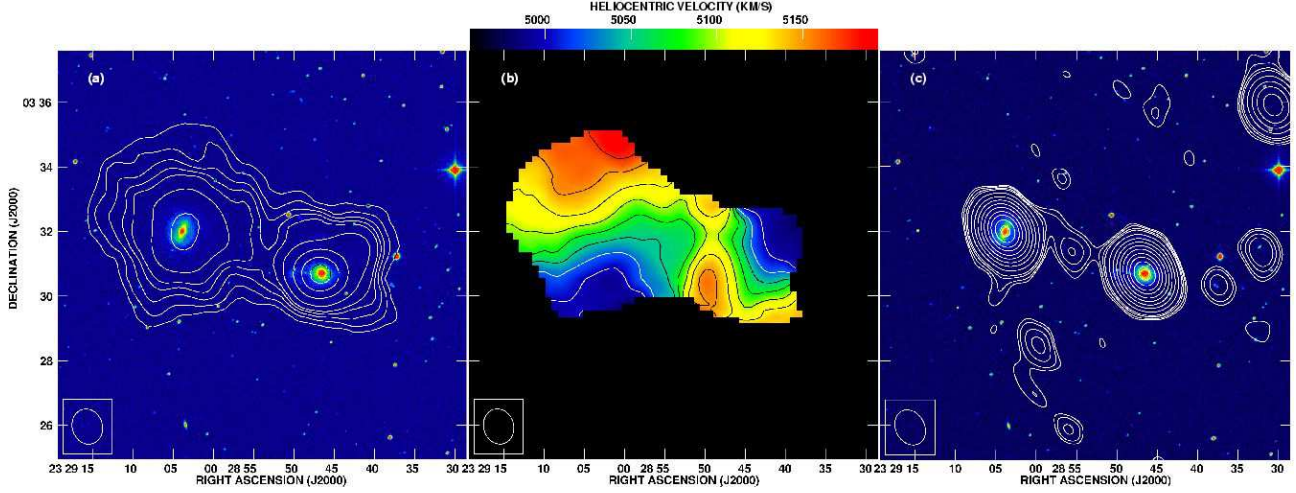 HELIOCENTRIC VELOCITY (KM/S)
5000 5050 5100 5150
(a) (b) (c)
DECLINATION (J2000)
03 36
34
32
30
28
26
23 29 15 10 05 00 28 55 50 45 40 35 30
23 29 15 10 05 00 28 55 50 45 40 35 30
23 29 15 10 05 00 28 55 50 45 40 35 30
RIGHT ASCENSION (J2000) RIGHT ASCENSION (J2000) RIGHT ASCENSION (J2000)